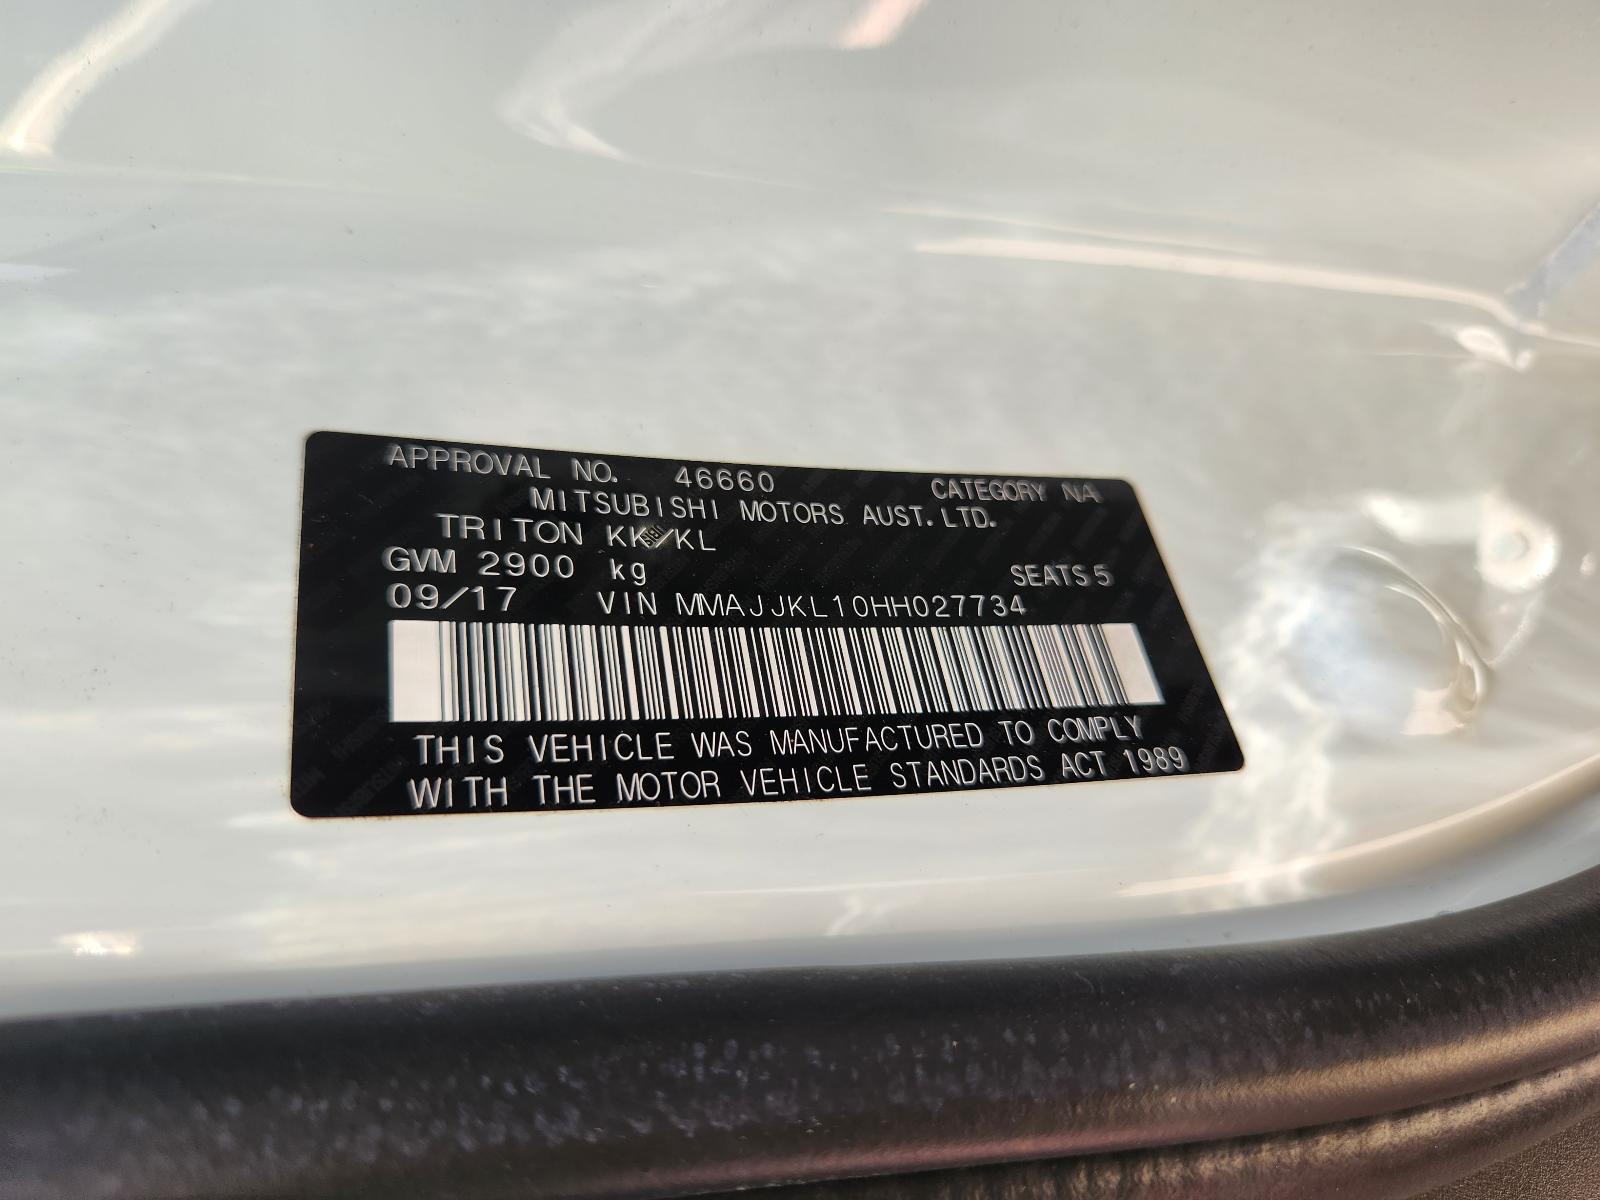 APPROVAL NO. 46660 CATEGORY NA
MITSUBISHI MOTORS AUST. LTD.
TRITON KK/KL
GVM 2900 kg SEATS 5
09/17 VIN MMAJJKL10HH027734
THIS VEHICLE WAS MANUFACTURED TO COMPLY
WITH THE MOTOR VEHICLE STANDARDS ACT 1989